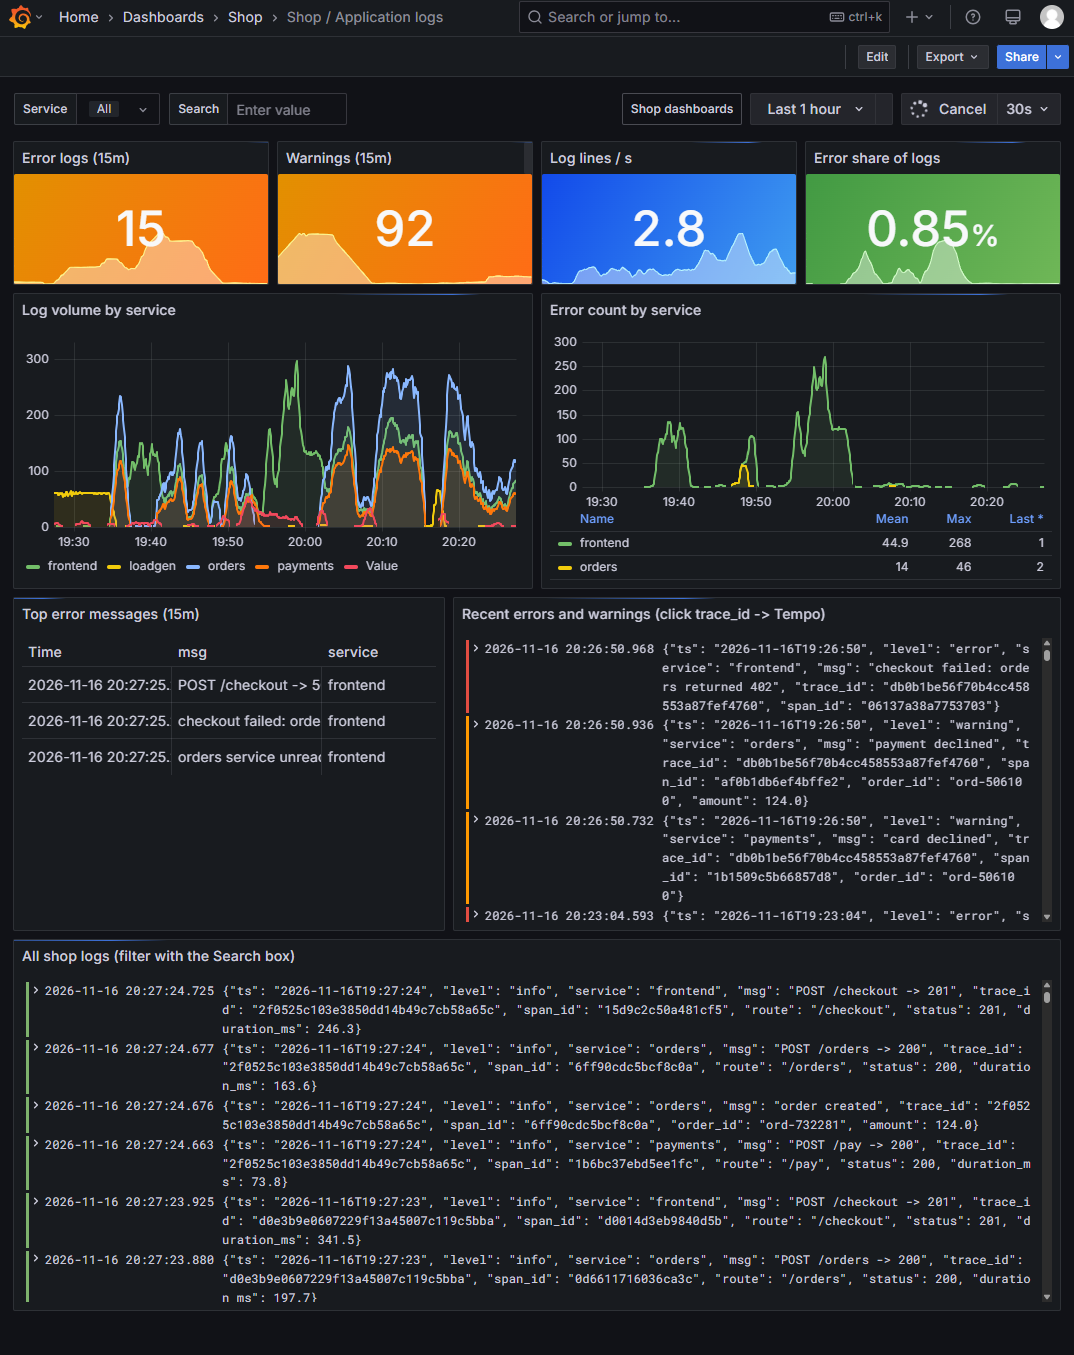 Home > Dashboards > Shop > Shop / Application logs
Search or jump to...
ctrl+k
Edit
Export
Share
Service
All
Search
Enter value
Shop dashboards
Last 1 hour
Cancel
30s
Error logs (15m)
15
Warnings (15m)
92
Log lines / s
2.8
Error share of logs
0.85%
Log volume by service
300
200
100
0
19:30 19:40 19:50 20:00 20:10 20:20
frontend loadgen orders payments Value
Error count by service
300
250
200
150
100
50
0
19:30 19:40 19:50 20:00 20:10 20:20
Name Mean Max Last *
frontend 44.9 268 1
orders 14 46 2
Top error messages (15m)
Time msg service
2026-11-16 20:27:25. POST /checkout -> 5 frontend
2026-11-16 20:27:25. checkout failed: orde frontend
2026-11-16 20:27:25. orders service unreac frontend
Recent errors and warnings (click trace_id -> Tempo)
2026-11-16 20:26:50.968 {"ts": "2026-11-16T19:26:50", "level": "error", "s
ervice": "frontend", "msg": "checkout failed: orde
rs returned 402", "trace_id": "db0b1be56f70b4cc458
553a87fef4760", "span_id": "06137a38a7753703"}
2026-11-16 20:26:50.936 {"ts": "2026-11-16T19:26:50", "level": "warning",
"service": "orders", "msg": "payment declined", "t
race_id": "db0b1be56f70b4cc458553a87fef4760", "spa
n_id": "af0b1db6ef4bffe2", "order_id": "ord-50610
0", "amount": 124.0}
2026-11-16 20:26:50.732 {"ts": "2026-11-16T19:26:50", "level": "warning",
"service": "payments", "msg": "card declined", "tr
ace_id": "db0b1be56f70b4cc458553a87fef4760", "span
_id": "1b1509c5b66857d8", "order_id": "ord-50610
0"}
2026-11-16 20:23:04.593 {"ts": "2026-11-16T19:23:04", "level": "error", "s
All shop logs (filter with the Search box)
2026-11-16 20:27:24.725 {"ts": "2026-11-16T19:27:24", "level": "info", "service": "frontend", "msg": "POST /checkout -> 201", "trace_i
d": "2f0525c103e3850dd14b49c7cb58a65c", "span_id": "15d9c2c50a481cf5", "route": "/checkout", "status": 201, "d
uration_ms": 246.3}
2026-11-16 20:27:24.677 {"ts": "2026-11-16T19:27:24", "level": "info", "service": "orders", "msg": "POST /orders -> 200", "trace_id":
"2f0525c103e3850dd14b49c7cb58a65c", "span_id": "6ff90cdc5bcf8c0a", "route": "/orders", "status": 200, "duratio
n_ms": 163.6}
2026-11-16 20:27:24.676 {"ts": "2026-11-16T19:27:24", "level": "info", "service": "orders", "msg": "order created", "trace_id": "2f052
5c103e3850dd14b49c7cb58a65c", "span_id": "6ff90cdc5bcf8c0a", "order_id": "ord-732281", "amount": 124.0}
2026-11-16 20:27:24.663 {"ts": "2026-11-16T19:27:24", "level": "info", "service": "payments", "msg": "POST /pay -> 200", "trace_id":
"2f0525c103e3850dd14b49c7cb58a65c", "span_id": "1b6bc37ebd5ee1fc", "route": "/pay", "status": 200, "duration_m
s": 73.8}
2026-11-16 20:27:23.925 {"ts": "2026-11-16T19:27:23", "level": "info", "service": "frontend", "msg": "POST /checkout -> 201", "trace_i
d": "d0e3b9e0607229f13a45007c119c5bba", "span_id": "d0014d3eb9840d5b", "route": "/checkout", "status": 201, "d
uration_ms": 341.5}
2026-11-16 20:27:23.880 {"ts": "2026-11-16T19:27:23", "level": "info", "service": "orders", "msg": "POST /orders -> 200", "trace_id":
"d0e3b9e0607229f13a45007c119c5bba", "span_id": "0d6611716036ca3c", "route": "/orders", "status": 200, "duratio
n_ms": 197.7}